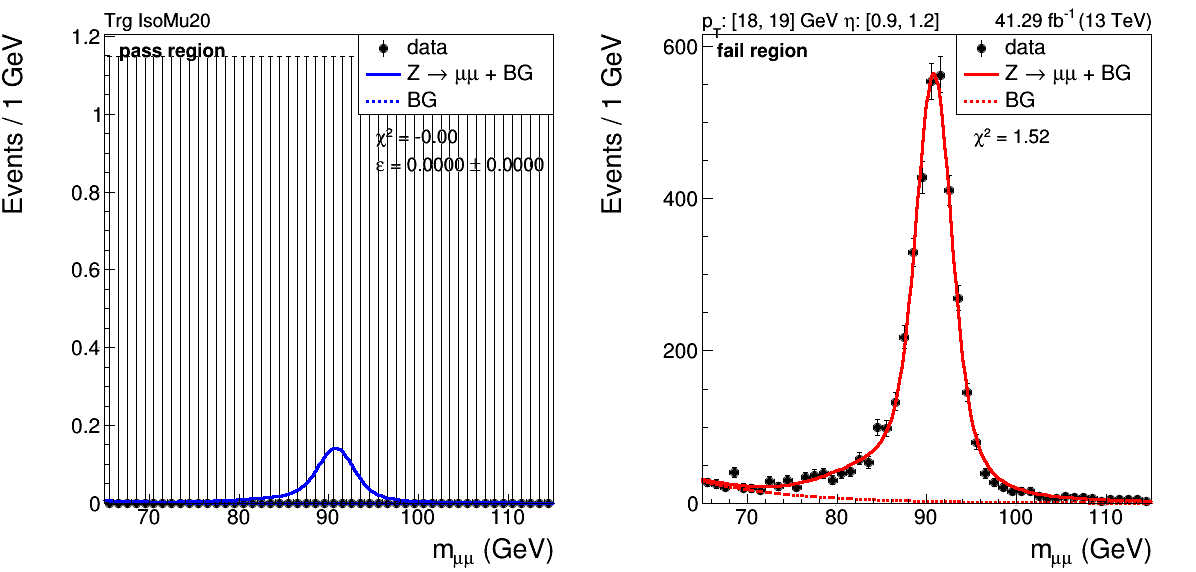 Trg IsoMu20
Events / 1 GeV
1.2
1
0.8
0.6
0.4
0.2
0
pass region
data
Z → μμ + BG
BG
χ² = -0.00
ε = 0.0000 ± 0.0000
70 80 90 100 110
mμμ (GeV)
pT: [18, 19] GeV η: [0.9, 1.2] 41.29 fb⁻¹ (13 TeV)
Events / 1 GeV
600
400
200
0
fail region
data
Z → μμ + BG
BG
χ² = 1.52
70 80 90 100 110
mμμ (GeV)